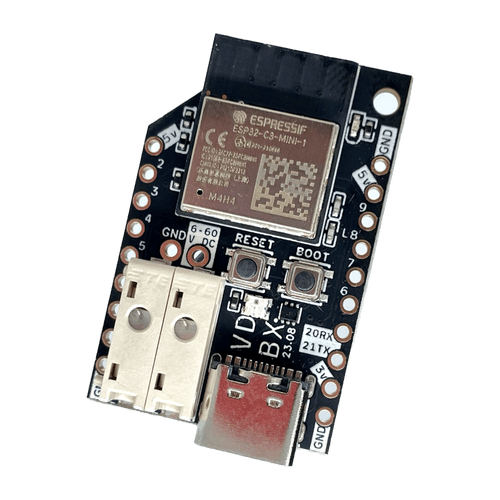 ESPRESSIF
ESP32-C3-MINI-1
M4H4
5v
2
3
4
5
GND
6-60
V DC
RESET
BOOT
GND
5v
9
L8
7
6
20RX
21TX
3v
GND
VD
BX
23.08